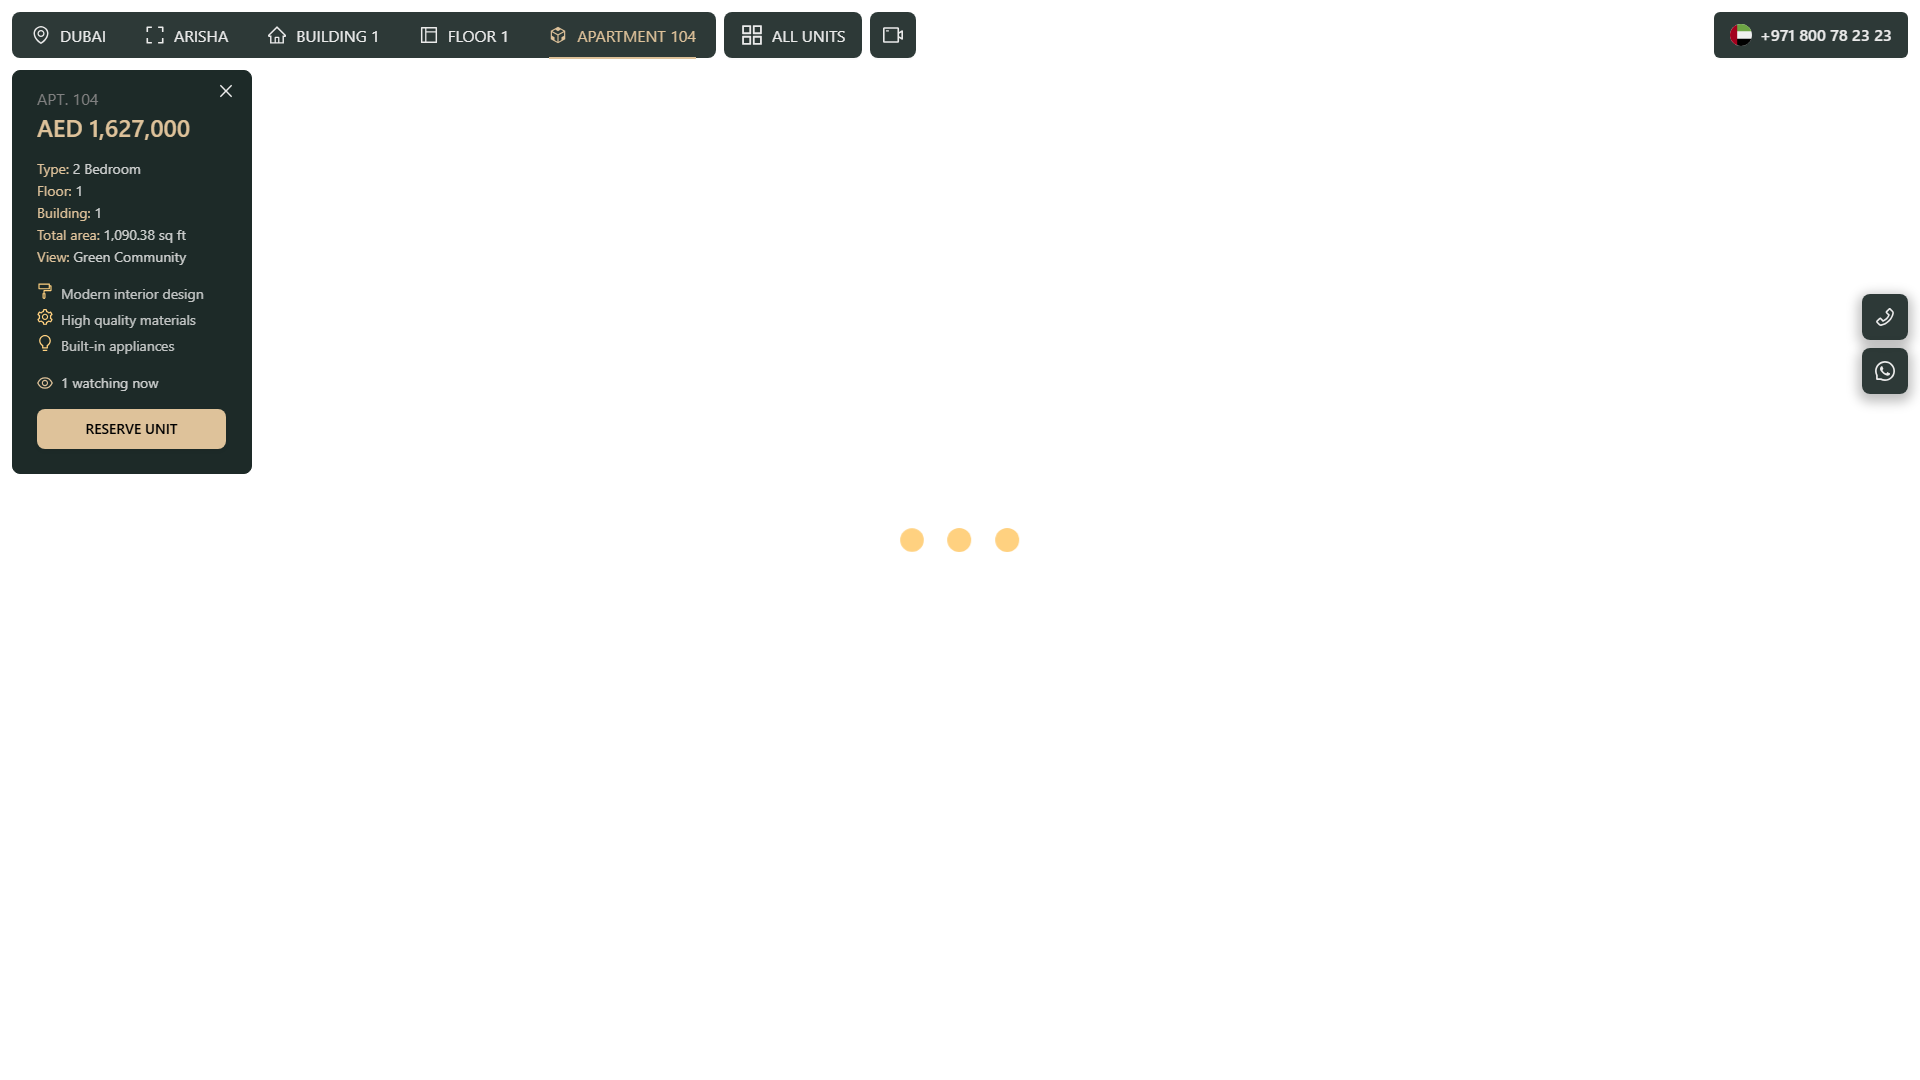 DUBAI
ARISHA
BUILDING 1
FLOOR 1
APARTMENT 104
ALL UNITS
+971 800 78 23 23
APT. 104
AED 1,627,000
Type: 2 Bedroom
Floor: 1
Building: 1
Total area: 1,090.38 sq ft
View: Green Community
Modern interior design
High quality materials
Built-in appliances
1 watching now
RESERVE UNIT